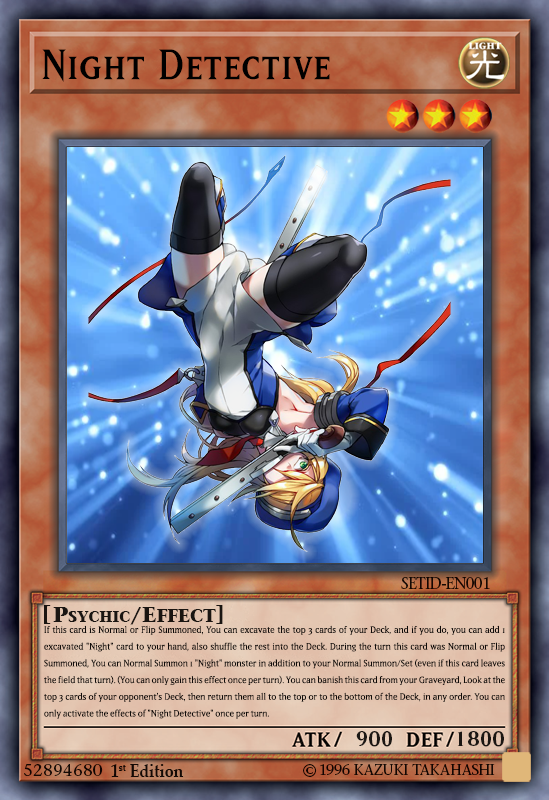 Night Detective
LIGHT
光
SETID-EN001
[Psychic/Effect]
If this card is Normal or Flip Summoned, You can excavate the top 3 cards of your Deck, and if you do, you can add 1
excavated "Night" card to your hand, also shuffle the rest into the Deck. During the turn this card was Normal or Flip
Summoned, You can Normal Summon 1 "Night" monster in addition to your Normal Summon/Set (even if this card leaves
the field that turn). (You can only gain this effect once per turn). You can banish this card from your Graveyard, Look at the
top 3 cards of your opponent's Deck, then return them all to the top or to the bottom of the Deck, in any order. You can
only activate the effects of "Night Detective" once per turn.
ATK/ 900 DEF/1800
52894680 1st Edition © 1996 KAZUKI TAKAHASHI